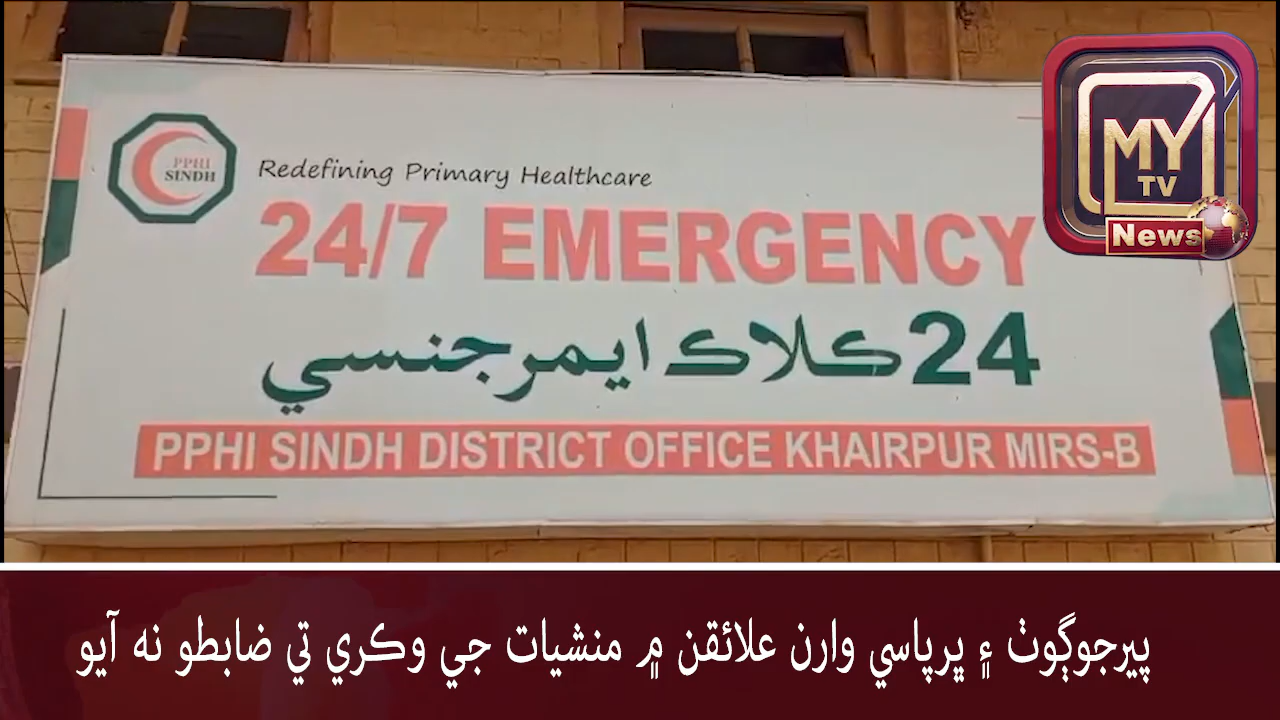 PPHI
SINDH
Redefining Primary Healthcare
24/7 EMERGENCY
24 ڪلاڪ ايمرجنسي
PPHI SINDH DISTRICT OFFICE KHAIRPUR MIRS-B
MY
TV
News
پيرجوڳوٺ ۽ ڀرپاسي وارن علائقن ۾ منشيات جي وڪري تي ضابطو نه آيو